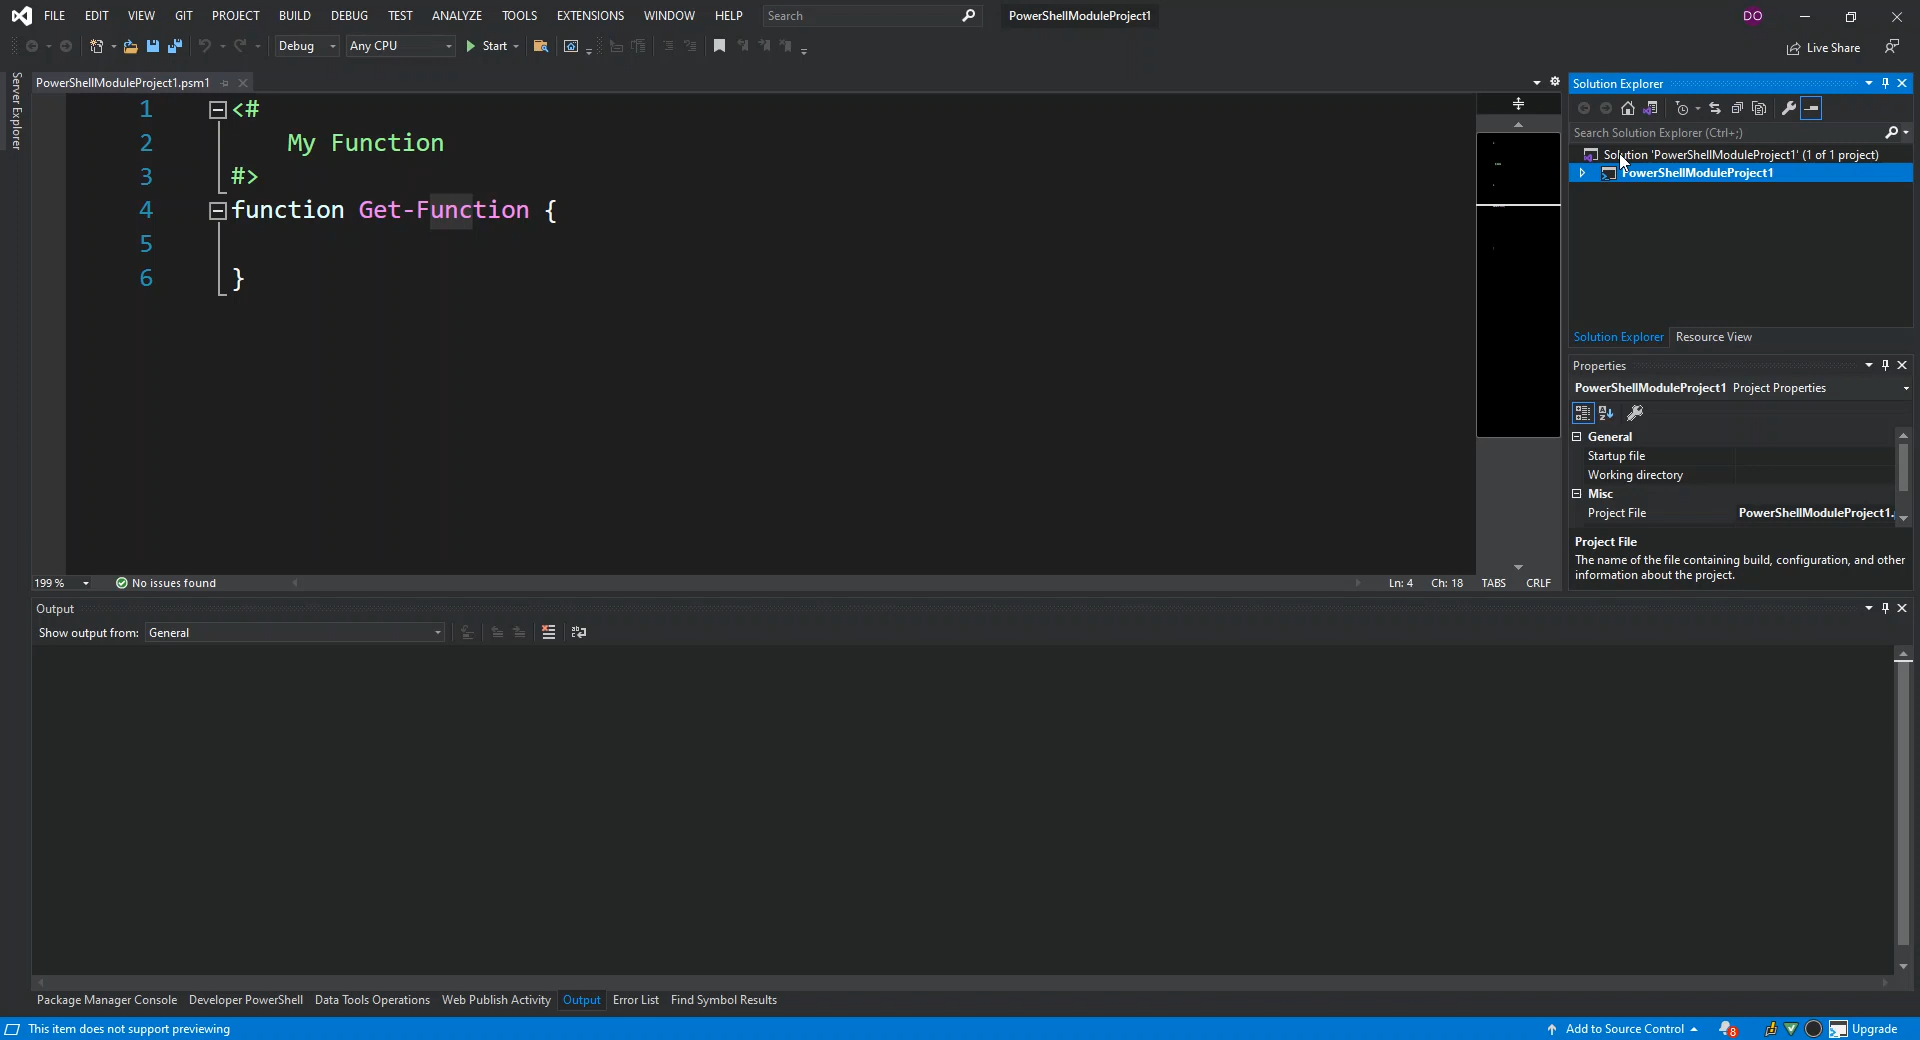 FILE EDIT VIEW GIT PROJECT BUILD DEBUG TEST ANALYZE TOOLS EXTENSIONS WINDOW HELP Search PowerShellModuleProject1 DO
Debug Any CPU Start Live Share
Server Explorer
PowerShellModuleProject1.psm1
1 <#
2 My Function
3 #>
4 function Get-Function {
5
6 }
199 % No issues found Ln: 4 Ch: 18 TABS CRLF
Solution Explorer
Search Solution Explorer (Ctrl+;)
Solution 'PowerShellModuleProject1' (1 of 1 project)
PowerShellModuleProject1
Solution Explorer Resource View
Properties
PowerShellModuleProject1 Project Properties
General
Startup file
Working directory
Misc
Project File PowerShellModuleProject1.
Project File
The name of the file containing build, configuration, and other
information about the project.
Output
Show output from: General
Package Manager Console Developer PowerShell Data Tools Operations Web Publish Activity Output Error List Find Symbol Results
This item does not support previewing Add to Source Control 8 Upgrade